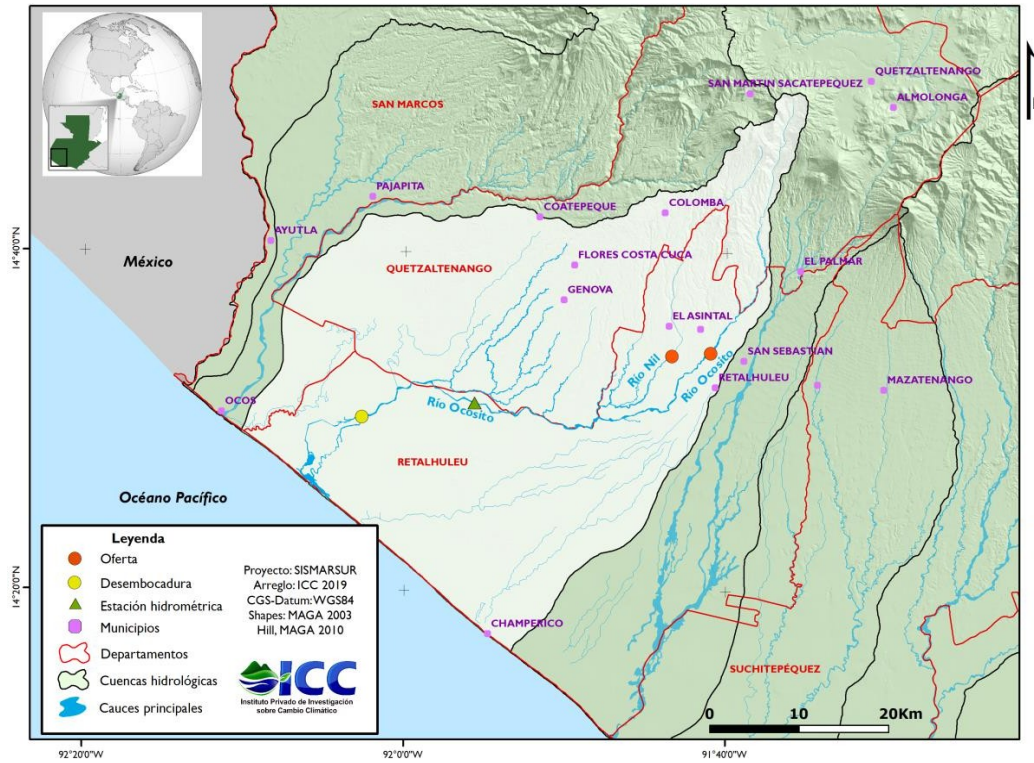 N
SAN MARTIN SACATEPEQUEZ
QUETZALTENANGO
ALMOLONGA
SAN MARCOS
PAJAPITA
COATEPEQUE
COLOMBA
AYUTLA
14°40'0"N
México
QUETZALTENANGO
FLORES COSTA CUCA
EL PALMAR
GENOVA
EL ASINTAL
Río Nil
Río Ocosito
SAN SEBASTIAN
RETALHULEU
MAZATENANGO
OCOS
Río Ocosito
RETALHULEU
Océano Pacífico
Leyenda
Oferta
Desembocadura
Estación hidrométrica
Municipios
Departamentos
Cuencas hidrológicas
Cauces principales
Proyecto: SISMARSUR
Arreglo: ICC 2019
CGS-Datum: WGS84
Shapes: MAGA 2003
Hill, MAGA 2010
ICC
Instituto Privado de Investigación
sobre Cambio Climático
14°20'0"N
CHAMPERICO
SUCHITEPÉQUEZ
0 10 20Km
92°20'0"W 92°0'0"W 91°40'0"W